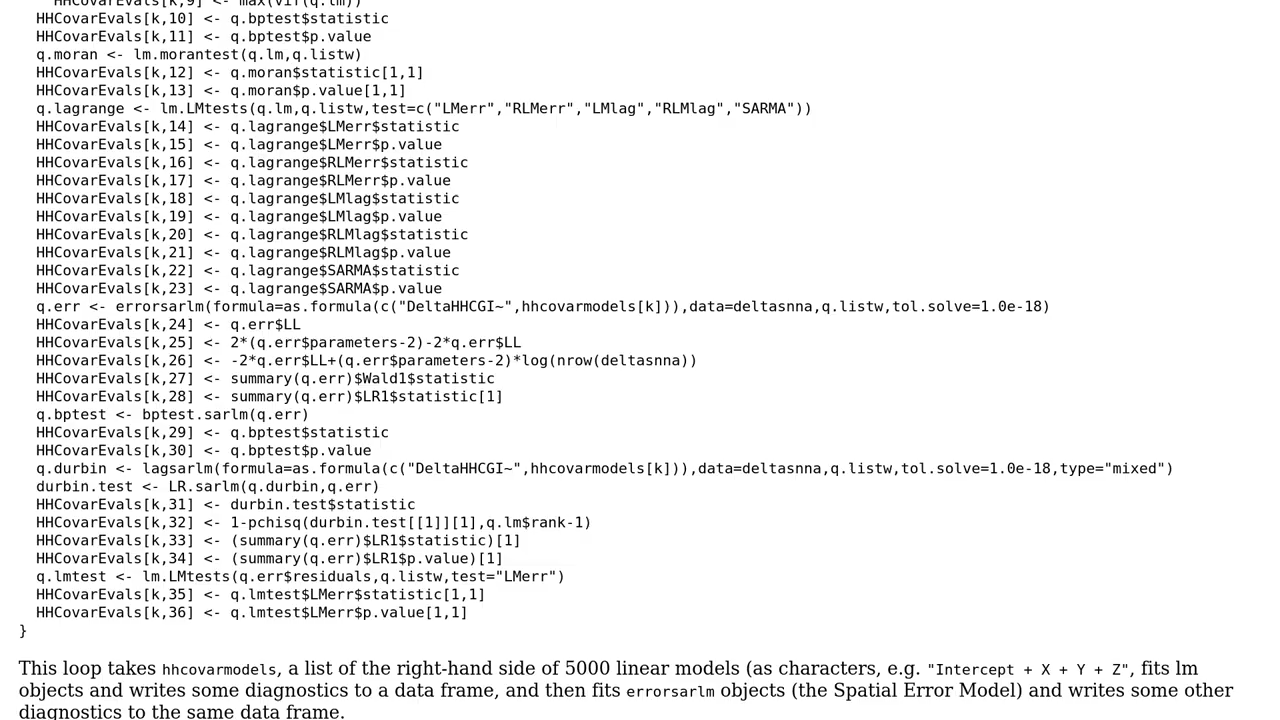 HHCovarEvals[k,9] <- max(vif(q.lm))
HHCovarEvals[k,10] <- q.bptest$statistic
HHCovarEvals[k,11] <- q.bptest$p.value
q.moran <- lm.morantest(q.lm,q.listw)
HHCovarEvals[k,12] <- q.moran$statistic[1,1]
HHCovarEvals[k,13] <- q.moran$p.value[1,1]
q.lagrange <- lm.LMtests(q.lm,q.listw,test=c("LMerr","RLMerr","LMlag","RLMlag","SARMA"))
HHCovarEvals[k,14] <- q.lagrange$LMerr$statistic
HHCovarEvals[k,15] <- q.lagrange$LMerr$p.value
HHCovarEvals[k,16] <- q.lagrange$RLMerr$statistic
HHCovarEvals[k,17] <- q.lagrange$RLMerr$p.value
HHCovarEvals[k,18] <- q.lagrange$LMlag$statistic
HHCovarEvals[k,19] <- q.lagrange$LMlag$p.value
HHCovarEvals[k,20] <- q.lagrange$RLMlag$statistic
HHCovarEvals[k,21] <- q.lagrange$RLMlag$p.value
HHCovarEvals[k,22] <- q.lagrange$SARMA$statistic
HHCovarEvals[k,23] <- q.lagrange$SARMA$p.value
q.err <- errorsarlm(formula=as.formula(c("DeltaHHCGI~",hhcovarmodels[k])),data=deltasnna,q.listw,tol.solve=1.0e-18)
HHCovarEvals[k,24] <- q.err$LL
HHCovarEvals[k,25] <- 2*(q.err$parameters-2)-2*q.err$LL
HHCovarEvals[k,26] <- -2*q.err$LL+(q.err$parameters-2)*log(nrow(deltasnna))
HHCovarEvals[k,27] <- summary(q.err)$Wald1$statistic
HHCovarEvals[k,28] <- summary(q.err)$LR1$statistic[1]
q.bptest <- bptest.sarlm(q.err)
HHCovarEvals[k,29] <- q.bptest$statistic
HHCovarEvals[k,30] <- q.bptest$p.value
q.durbin <- lagsarlm(formula=as.formula(c("DeltaHHCGI~",hhcovarmodels[k])),data=deltasnna,q.listw,tol.solve=1.0e-18,type="mixed")
durbin.test <- LR.sarlm(q.durbin,q.err)
HHCovarEvals[k,31] <- durbin.test$statistic
HHCovarEvals[k,32] <- 1-pchisq(durbin.test[[1]][1],q.lm$rank-1)
HHCovarEvals[k,33] <- (summary(q.err)$LR1$statistic)[1]
HHCovarEvals[k,34] <- (summary(q.err)$LR1$p.value)[1]
q.lmtest <- lm.LMtests(q.err$residuals,q.listw,test="LMerr")
HHCovarEvals[k,35] <- q.lmtest$LMerr$statistic[1,1]
HHCovarEvals[k,36] <- q.lmtest$LMerr$p.value[1,1]
}
This loop takes hhcovarmodels, a list of the right-hand side of 5000 linear models (as characters, e.g. "Intercept + X + Y + Z", fits lm
objects and writes some diagnostics to a data frame, and then fits errorsarlm objects (the Spatial Error Model) and writes some other
diagnostics to the same data frame.